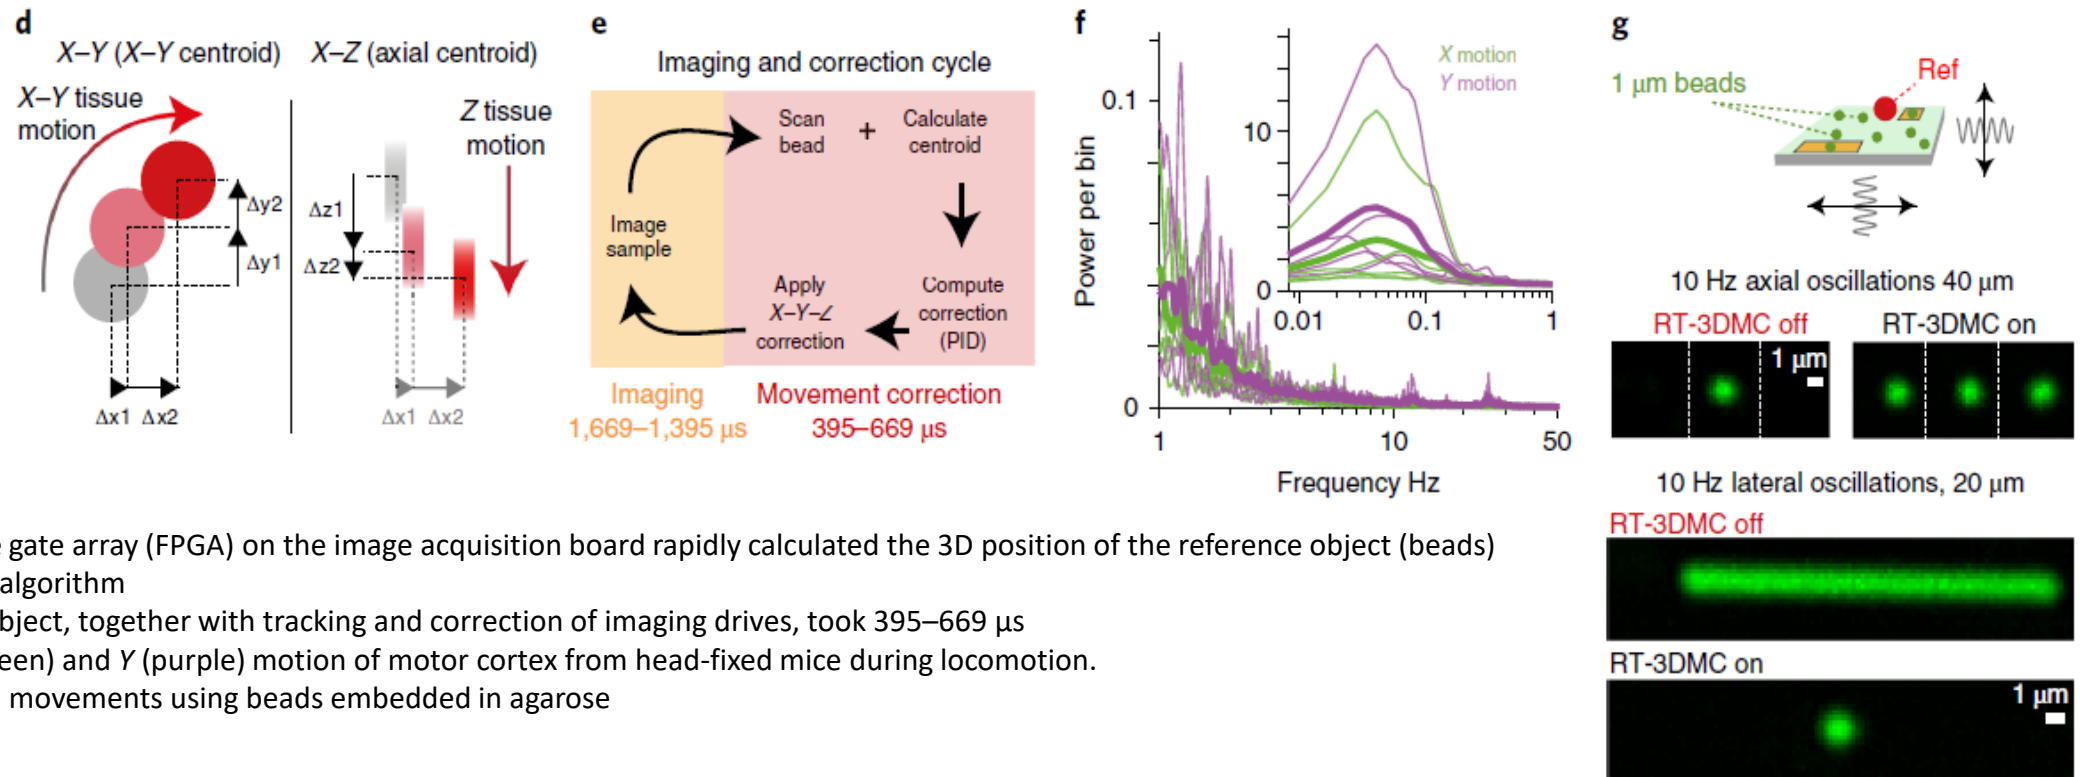 d
X–Y (X–Y centroid)
X–Z (axial centroid)
X–Y tissue
motion
Z tissue
motion
Δy2
Δy1
Δz1
Δz2
Δx1 Δx2
Δx1 Δx2
e
Imaging and correction cycle
Scan
bead
+
Calculate
centroid
Image
sample
Apply
X–Y–Z
correction
Compute
correction
(PID)
Imaging
1,669–1,395 μs
Movement correction
395–669 μs
f
X motion
Y motion
Power per bin
0.1
0
10
0
0.01
0.1
1
1
10
50
Frequency Hz
g
1 μm beads
Ref
10 Hz axial oscillations 40 μm
RT-3DMC off
RT-3DMC on
1 μm
10 Hz lateral oscillations, 20 μm
RT-3DMC off
RT-3DMC on
1 μm
gate array (FPGA) on the image acquisition board rapidly calculated the 3D position of the reference object (beads)
algorithm
bject, together with tracking and correction of imaging drives, took 395–669 μs
een) and Y (purple) motion of motor cortex from head-fixed mice during locomotion.
movements using beads embedded in agarose